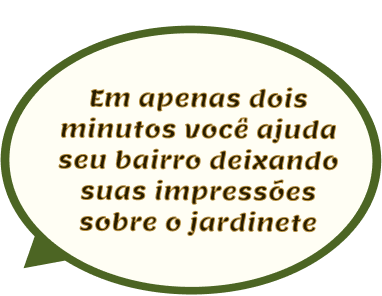 Em apenas dois
minutos você ajuda
seu bairro deixando
suas impressões
sobre o jardinete